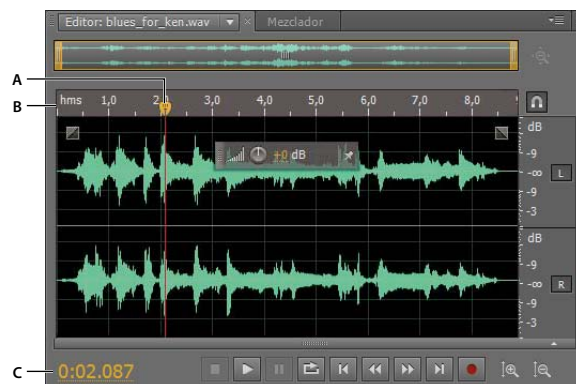 Editor: blues_for_ken.wav Mezclador
A
B hms 1,0 2,0 3,0 4,0 5,0 6,0 7,0 8,0
dB
+0 dB
-9
-∞ L
-9
-3
dB
-9
-∞ R
-9
-3
C 0:02.087